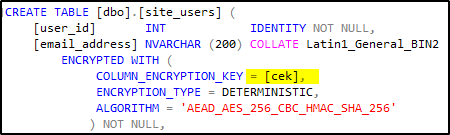 CREATE TABLE [dbo].[site_users] (
[user_id] INT IDENTITY NOT NULL,
[email_address] NVARCHAR (200) COLLATE Latin1_General_BIN2
ENCRYPTED WITH (
COLUMN_ENCRYPTION_KEY = [cek],
ENCRYPTION_TYPE = DETERMINISTIC,
ALGORITHM = 'AEAD_AES_256_CBC_HMAC_SHA_256'
) NOT NULL,